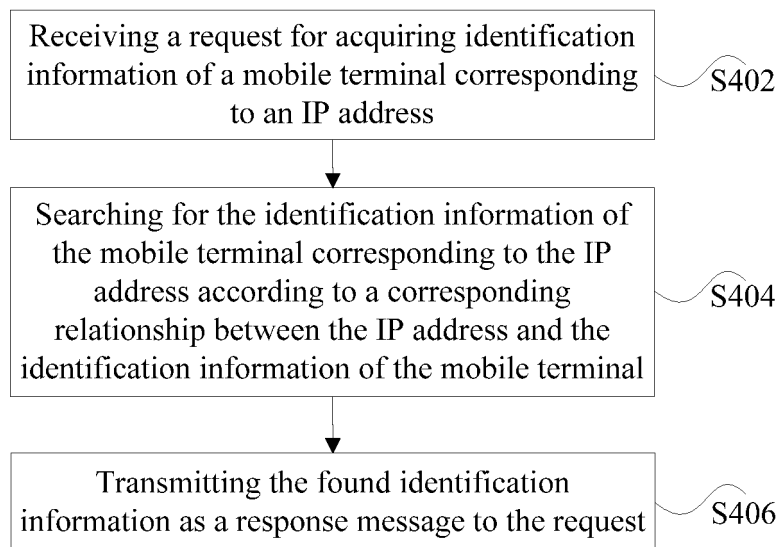 Receiving a request for acquiring identification
information of a mobile terminal corresponding
to an IP address
S402
Searching for the identification information of
the mobile terminal corresponding to the IP
address according to a corresponding
relationship between the IP address and the
identification information of the mobile terminal
S404
Transmitting the found identification
information as a response message to the request
S406